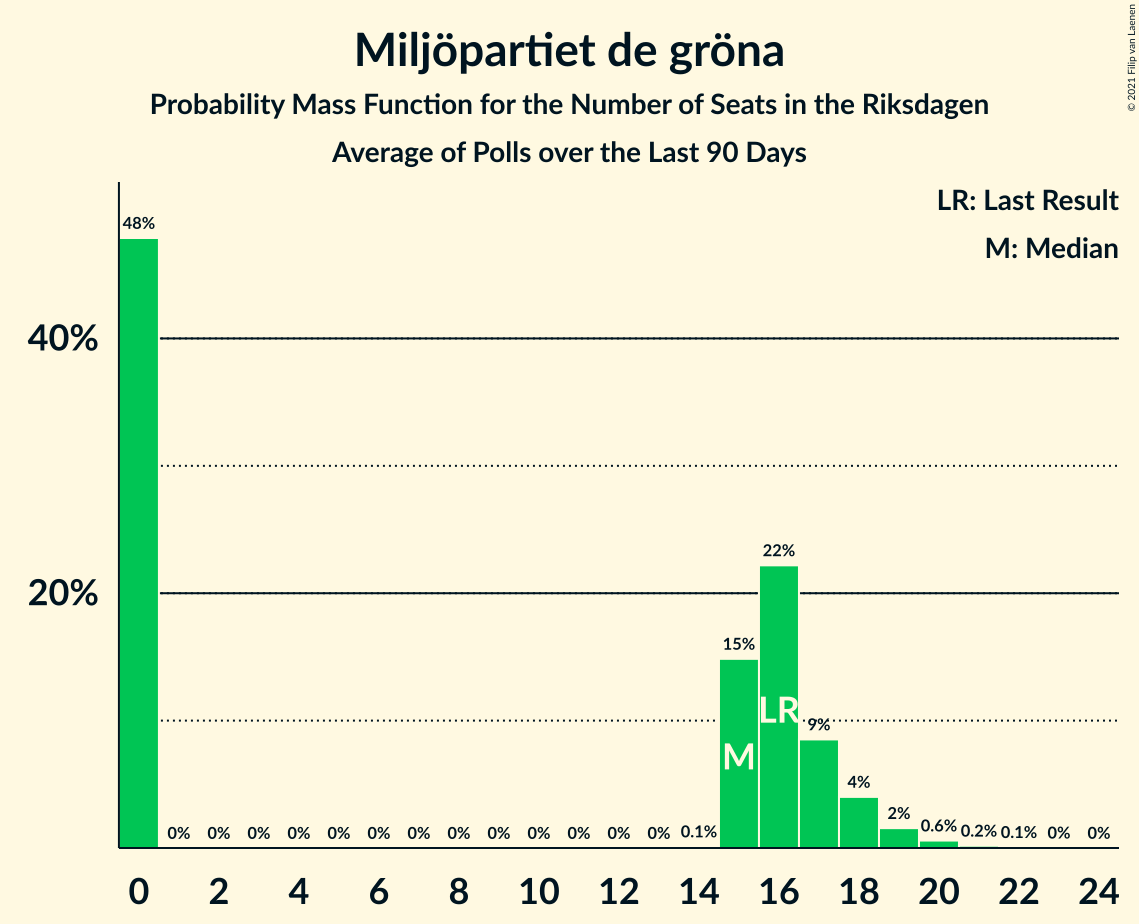 Miljöpartiet de gröna
Probability Mass Function for the Number of Seats in the Riksdagen
Average of Polls over the Last 90 Days
© 2021 Filip van Laenen
LR: Last Result
M: Median
48%
40%
22%
20%
15%
LR
9%
M
4%
2%
0% 0% 0% 0% 0% 0% 0% 0% 0% 0% 0% 0% 0% 0.1% 0.6% 0.2% 0.1% 0% 0%
0 2 4 6 8 10 12 14 16 18 20 22 24